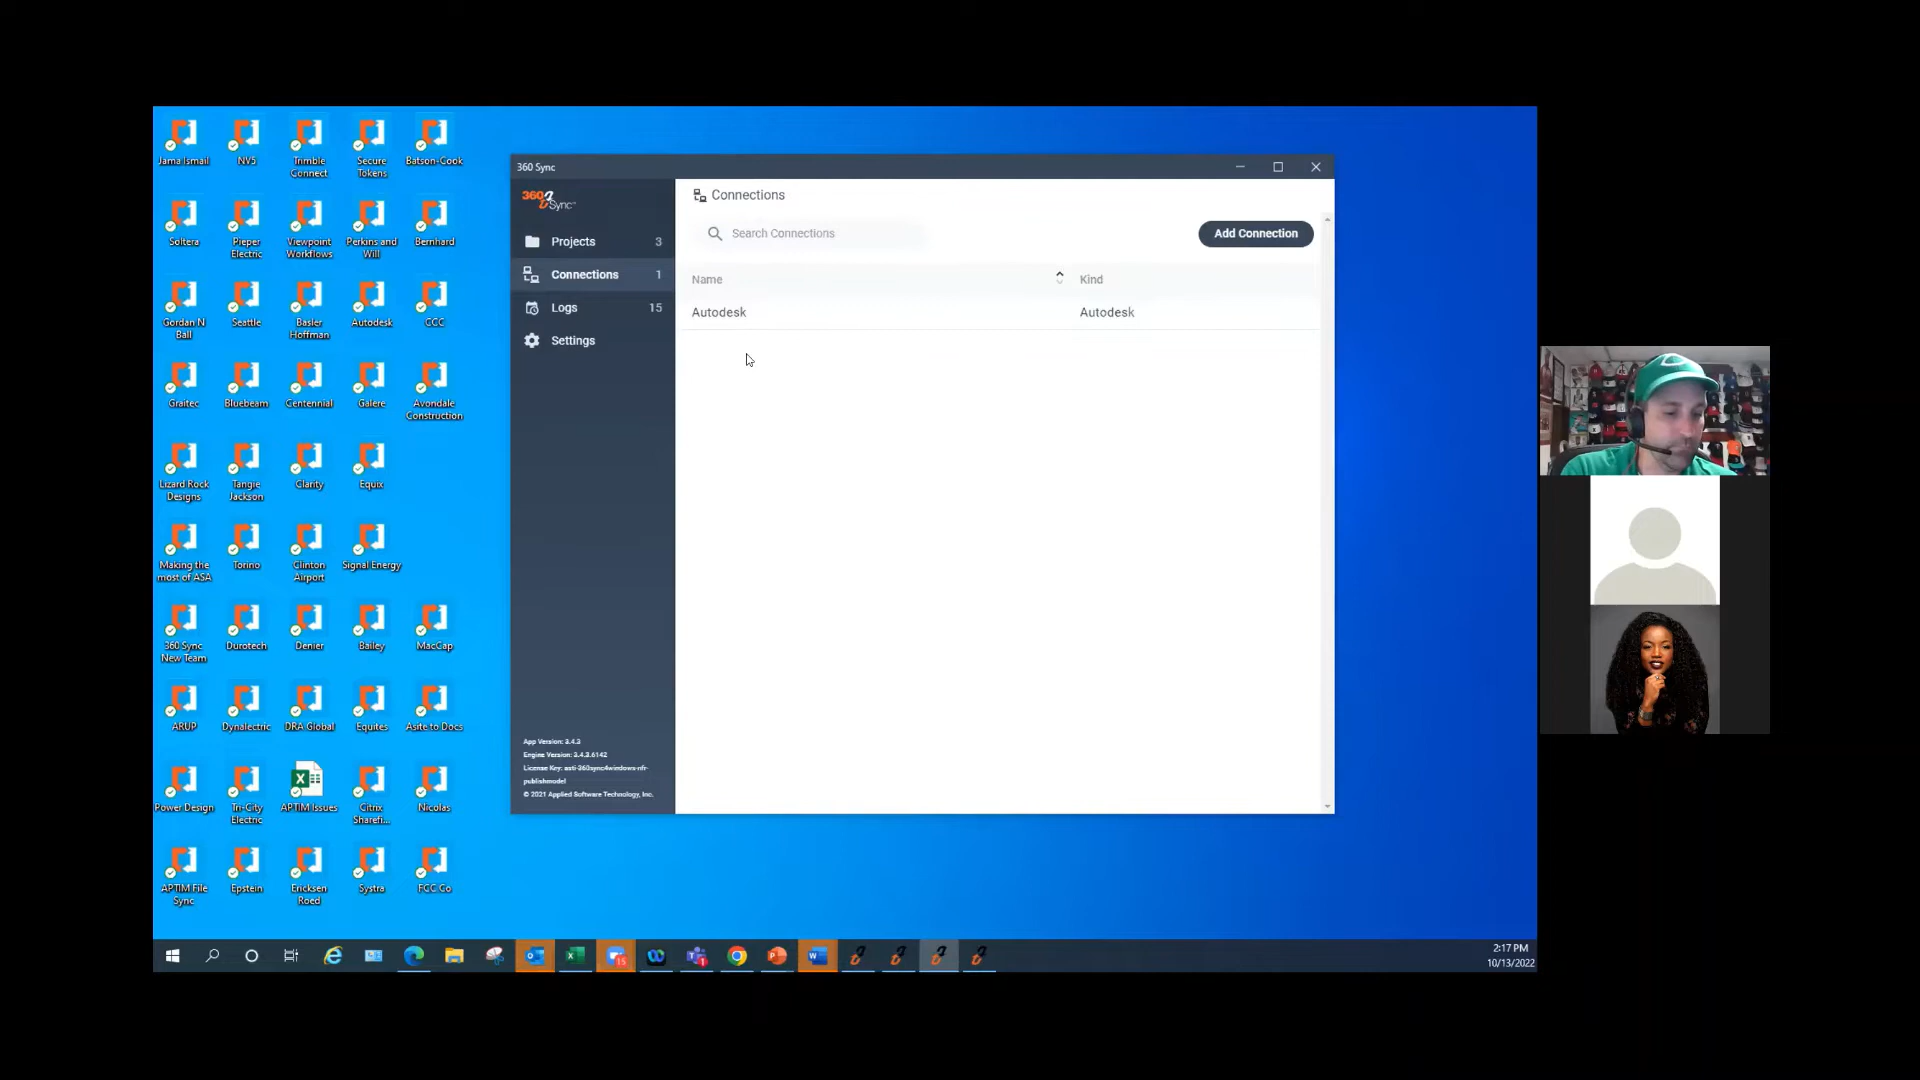 Jama Ismail
NV5
Trimble
Connect
Secure
Tokens
Batson-Cook
Soltera
Pieper
Electric
Viewpoint
Workflows
Perkins and
Will
Bernhard
Gordan N
Ball
Seattle
Basler
Hoffman
Autodesk
CCC
Graitec
Bluebeam
Centennial
Galere
Avondale
Construction
Lizard Rock
Designs
Tangie
Jackson
Clarity
Equix
Making the
most of ASA
Torino
Clinton
Airport
Signal Energy
360 Sync
New Team
Durotech
Denier
Bailey
MacCap
ARUP
Dynalectric
DRA Global
Equites
Asite to Docs
Power Design
Tri-City
Electric
APTIM Issues
Citrix
Sharefi...
Nicolas
APTIM File
Sync
Epstein
Ericksen
Roed
Systra
FCC Co
360 Sync
360 Sync™
Projects 3
Connections 1
Logs 15
Settings
App Version: 3.4.3
Engine Version: 3.4.3.6142
License Key: asti-360sync4windows-nfr-
publishmodel
© 2021 Applied Software Technology, Inc.
Connections
Search Connections
Add Connection
Name Kind
Autodesk Autodesk
15
1
2:17 PM
10/13/2022